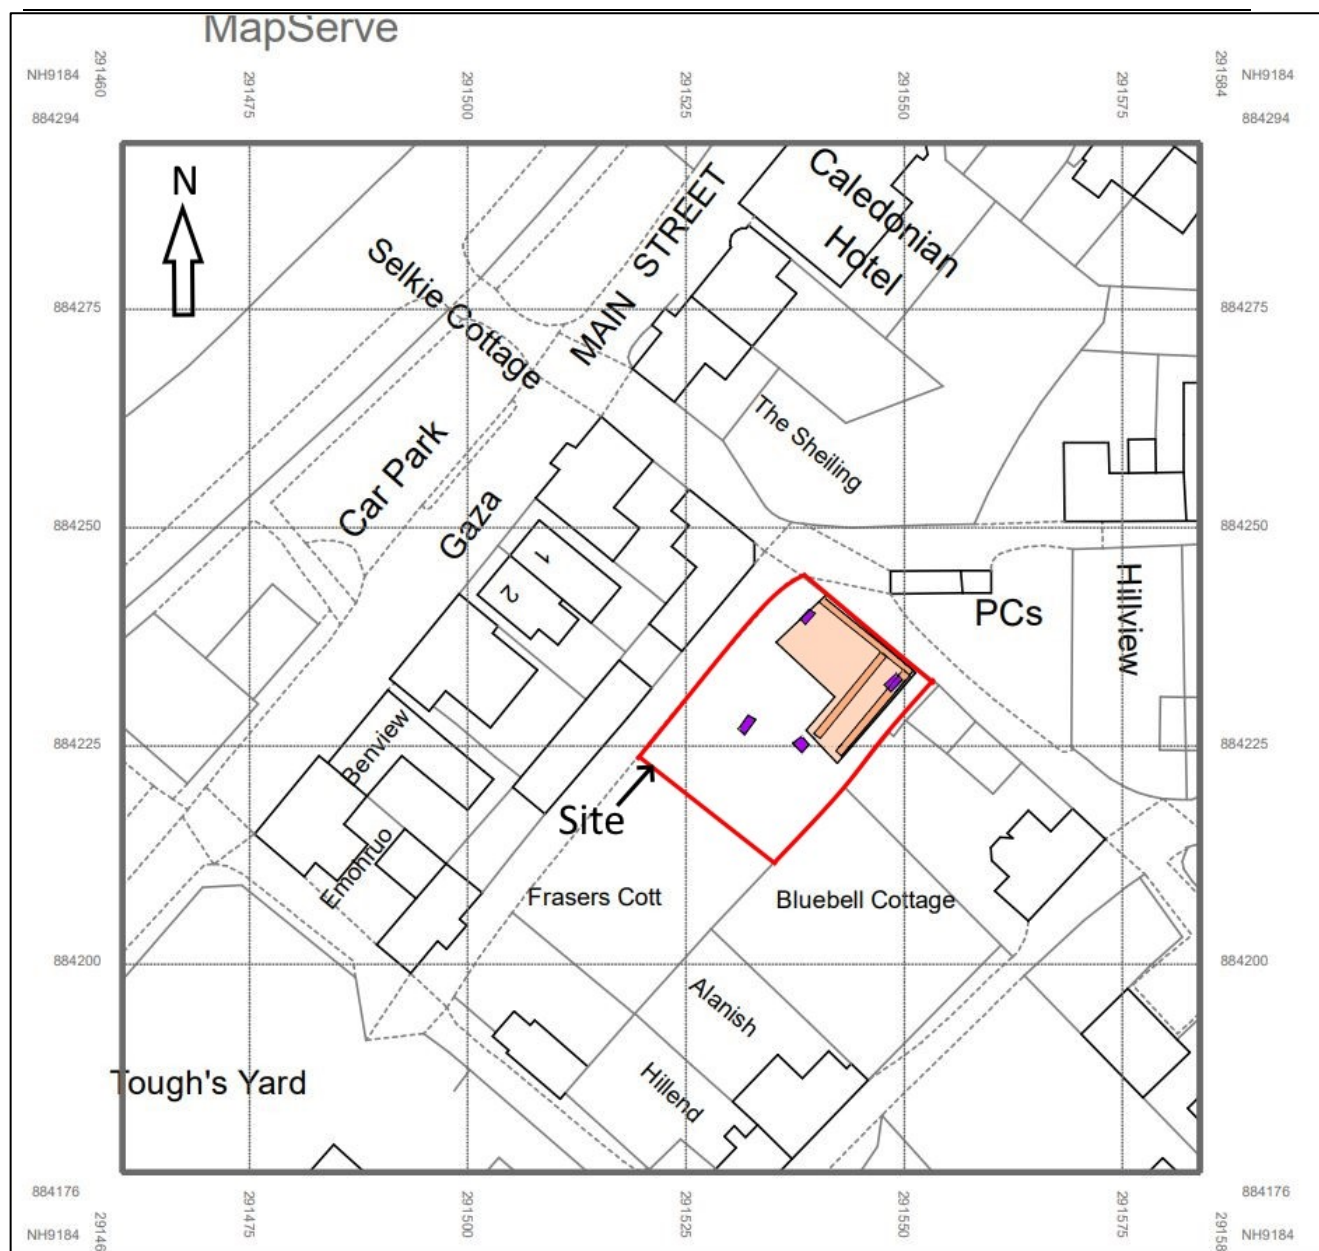 MapServe
NH9184
291460
291475
291500
291525
291550
291575
291584
NH9184
884294
884294
N
MAIN STREET
Caledonian
Hotel
Selkie Cottage
884275
884275
Car Park
The Sheiling
Gaza
884250
884250
1
2
PCs
Hillview
884225
884225
Benview
Site
Emohruo
Frasers Cott
Bluebell Cottage
884200
884200
Alanish
Tough's Yard
Hillend
884176
884176
NH9184
29146
291475
291500
291525
291550
291575
29158
NH9184